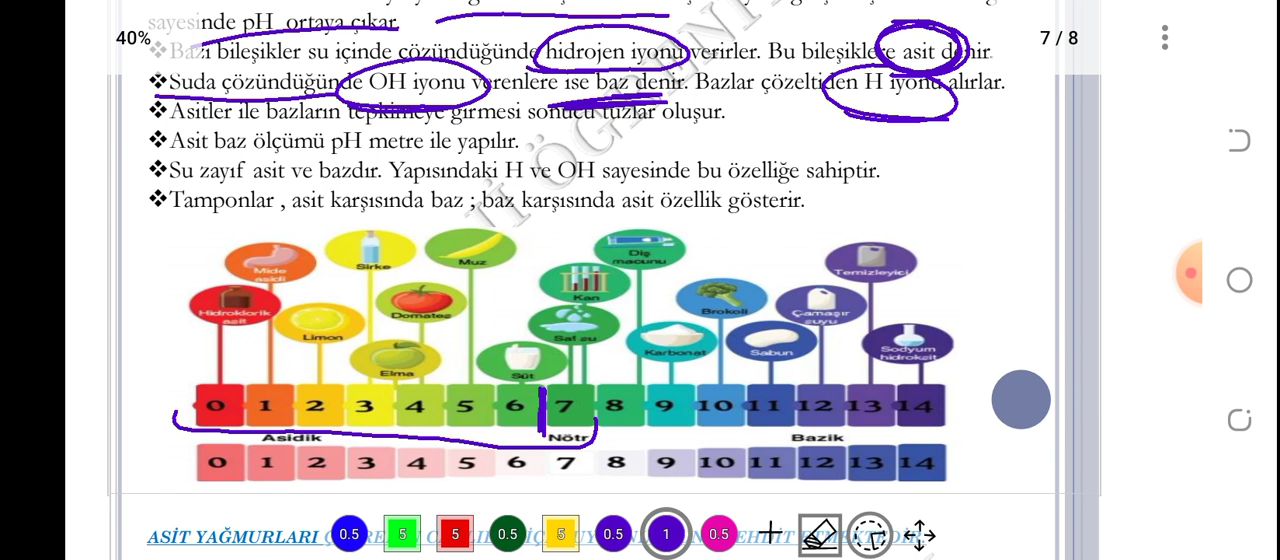 sayesinde pH ortaya çıkar.
40%
7 / 8
❖Bazı bileşikler su içinde çözündüğünde hidrojen iyonu verirler. Bu bileşiklere asit denir.
❖Suda çözündüğünde OH iyonu verenlere ise baz denir. Bazlar çözeltiden H iyonu alırlar.
❖Asitler ile bazların tepkimeye girmesi sonucu tuzlar oluşur.
❖Asit baz ölçümü pH metre ile yapılır.
❖Su zayıf asit ve bazdır. Yapısındaki H ve OH sayesinde bu özelliğe sahiptir.
❖Tamponlar , asit karşısında baz ; baz karşısında asit özellik gösterir.
Mide asidi
Sirke
Muz
Diş macunu
Temizleyici
Hidroklorik asit
Limon
Domates
Kan
Brokoli
Çamaşır suyu
Elma
Süt
Saf su
Karbonat
Sabun
Sodyum hidroksit
0 1 2 3 4 5 6 7 8 9 10 11 12 13 14
Asidik Nötr Bazik
0 1 2 3 4 5 6 7 8 9 10 11 12 13 14
ASİT YAĞMURLARI
0.5 5 5 0.5 5 0.5 1 0.5